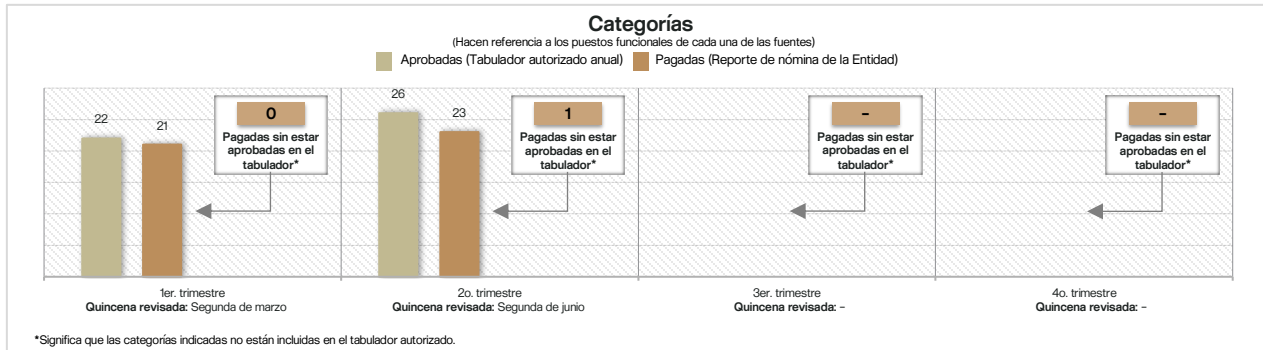 Categorías
(Hacen referencia a los puestos funcionales de cada una de las fuentes)
Aprobadas (Tabulador autorizado anual)
Pagadas (Reporte de nómina de la Entidad)
22
21
0
Pagadas sin estar
aprobadas en el
tabulador*
26
23
1
Pagadas sin estar
aprobadas en el
tabulador*
–
Pagadas sin estar
aprobadas en el
tabulador*
–
Pagadas sin estar
aprobadas en el
tabulador*
1er. trimestre
Quincena revisada: Segunda de marzo
2o. trimestre
Quincena revisada: Segunda de junio
3er. trimestre
Quincena revisada: –
4o. trimestre
Quincena revisada: –
*Significa que las categorías indicadas no están incluidas en el tabulador autorizado.